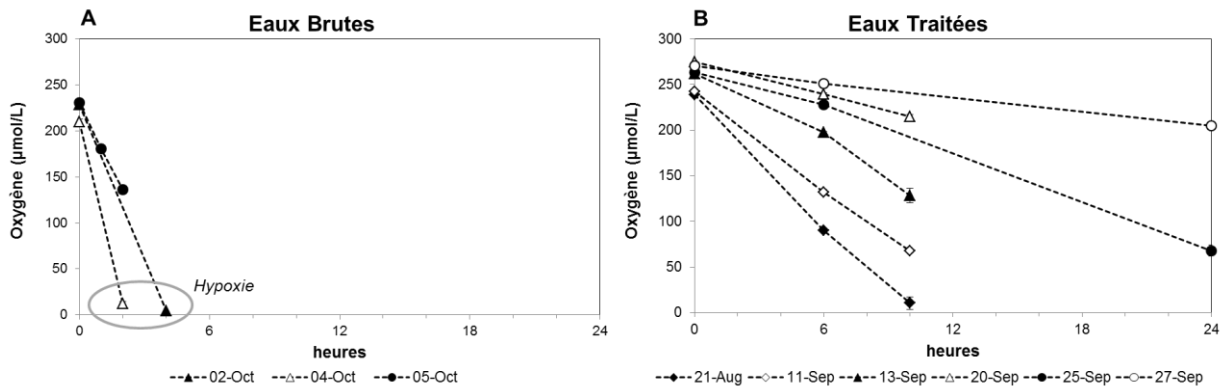 A
Eaux Brutes
300
250
200
150
100
50
0
Oxygène (µmol/L)
Hypoxie
0 6 12 18 24
heures
02-Oct 04-Oct 05-Oct
B
Eaux Traitées
300
250
200
150
100
50
0
Oxygène (µmol/L)
0 6 12 18 24
heures
21-Aug 11-Sep 13-Sep 20-Sep 25-Sep 27-Sep